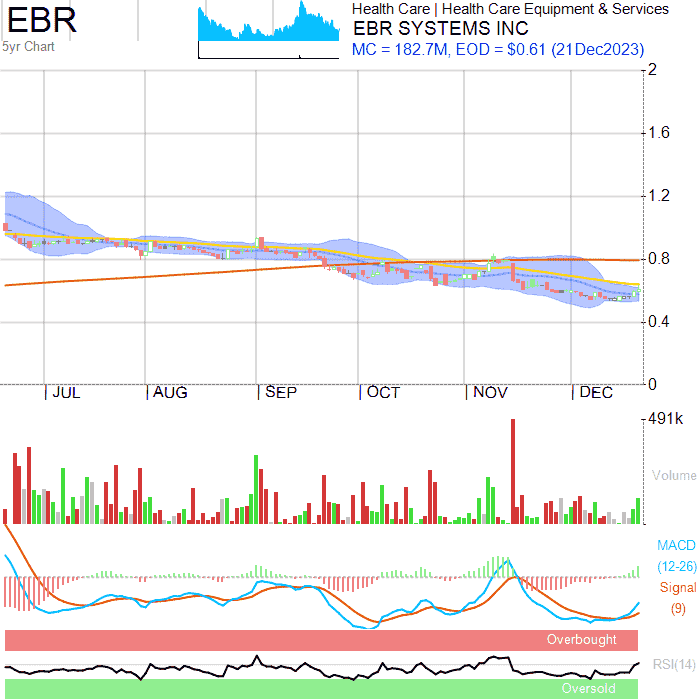 EBR
5yr Chart
Health Care | Health Care Equipment & Services
EBR SYSTEMS INC
MC = 182.7M, EOD = $0.61 (21Dec2023)
2
1.6
1.2
0.8
0.4
0
JUL
AUG
SEP
OCT
NOV
DEC
491k
Volume
MACD
(12-26)
Signal
(9)
Overbought
RSI(14)
Oversold